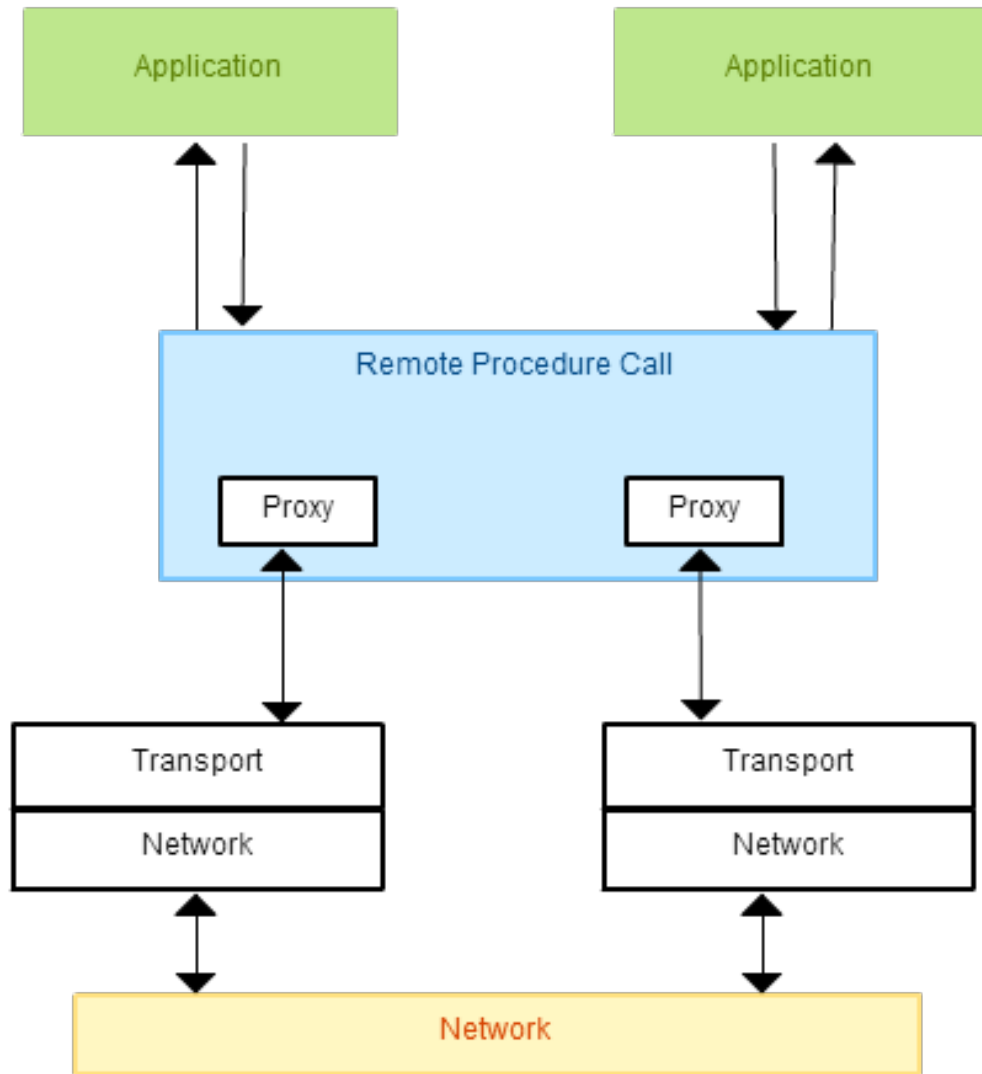 Application
Application
Remote Procedure Call
Proxy
Proxy
Transport
Transport
Network
Network
Network